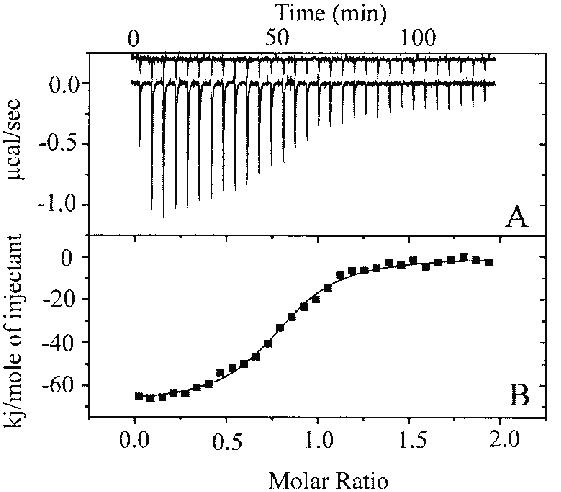 Time (min)
0 50 100
0.0
-0.5
-1.0
µcal/sec
A
0
-20
-40
-60
kj/mole of injectant
B
0.0 0.5 1.0 1.5 2.0
Molar Ratio